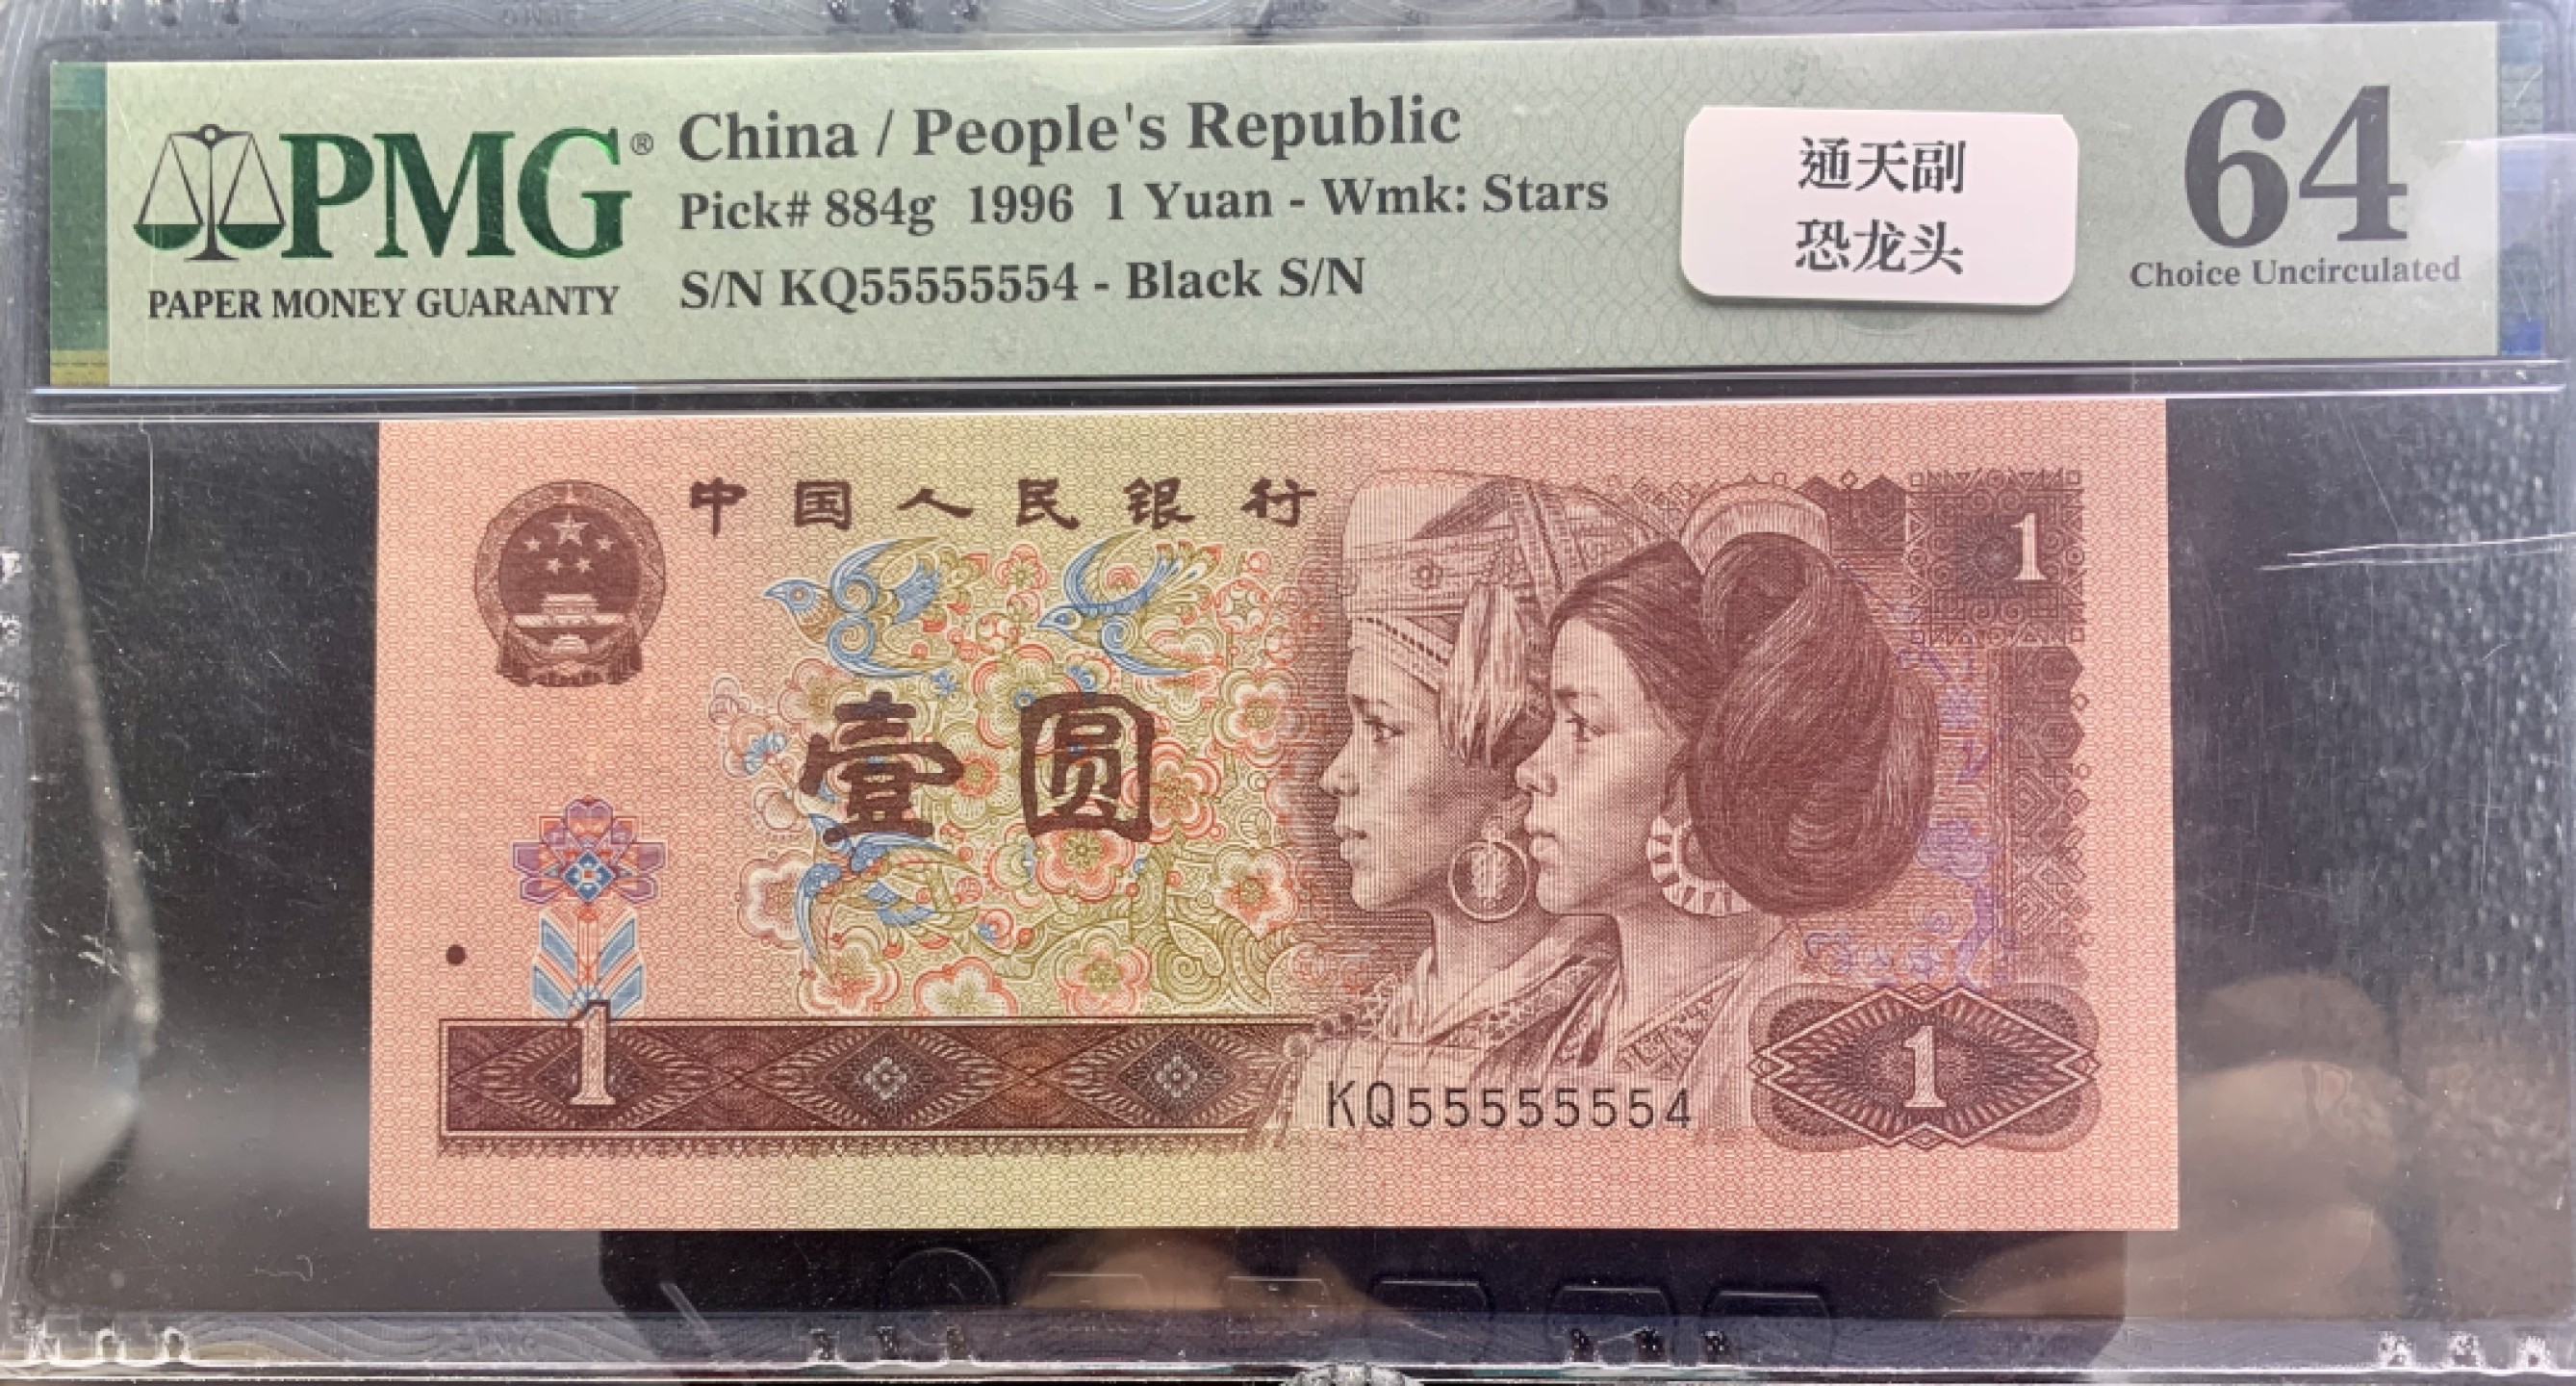 PMG®
PAPER MONEY GUARANTY
China / People's Republic
Pick# 884g 1996 1 Yuan - Wmk: Stars
S/N KQ55555554 - Black S/N
通天副
恐龙头
64
Choice Uncirculated
中国人民银行
1
壹圆
1
KQ55555554
1
PMG